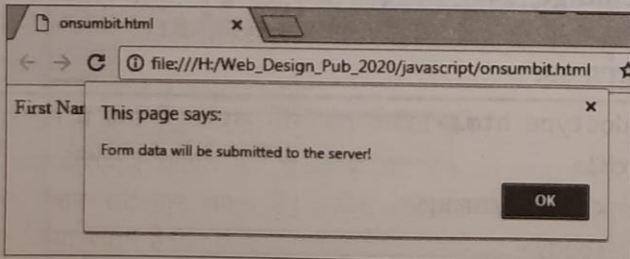 onsumbit.html
file:///H:/Web_Design_Pub_2020/javascript/onsumbit.html
First Nar
This page says:
Form data will be submitted to the server!
OK